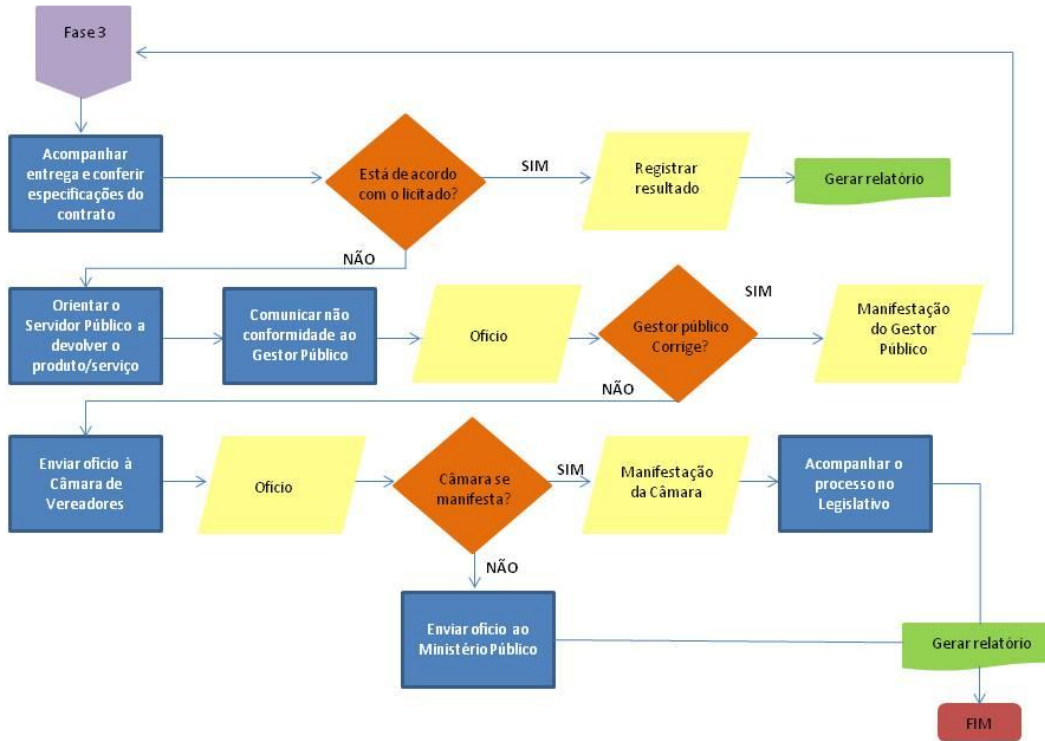 Fase 3
Acompanhar
entrega e conferir
especificações do
contrato
Está de acordo
com o licitado?
SIM
Registrar
resultado
Gerar relatório
NÃO
Orientar o
Servidor Público a
devolver o
produto/serviço
Comunicar não
conformidade ao
Gestor Público
Ofício
Gestor público
Corrige?
SIM
Manifestação
do Gestor
Público
NÃO
Enviar ofício à
Câmara de
Vereadores
Ofício
Câmara se
manifesta?
SIM
Manifestação
da Câmara
Acompanhar o
processo no
Legislativo
NÃO
Enviar ofício ao
Ministério Público
Gerar relatório
FIM